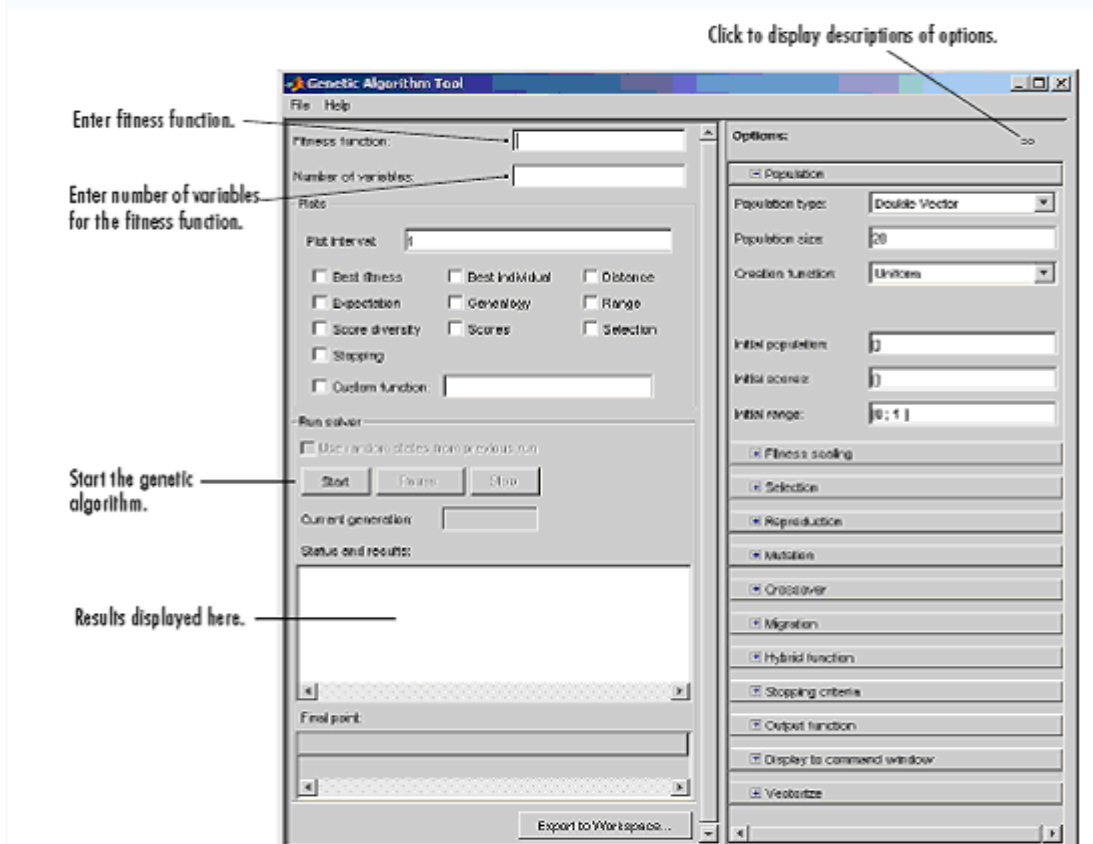 Click to display descriptions of options.
Genetic Algorithm Tool
File Help
Enter fitness function.
Fitness function:
Enter number of variables
for the fitness function.
Number of variables:
Plots
Plot interval: 1
Best fitness Best individual Distance
Expectation Genealogy Range
Score diversity Scores Selection
Stopping
Custom function:
Run solver
Use random states from previous run
Start the genetic
algorithm.
Start Pause Stop
Current generation:
Status and results:
Results displayed here.
Final point:
Export to Workspace...
Options: >>
Population
Population type: Double Vector
Population size: 20
Creation function: Uniform
Initial population: []
Initial scores: []
Initial range: [0; 1 ]
Fitness scaling
Selection
Reproduction
Mutation
Crossover
Migration
Hybrid function
Stopping criteria
Output function
Display to command window
Vectorize